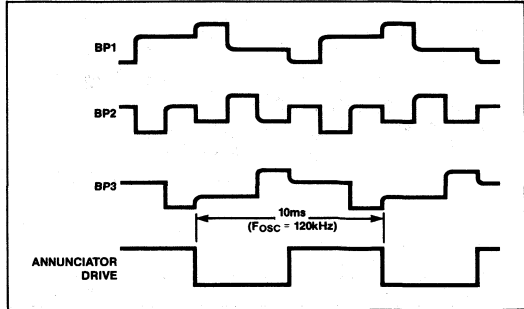 BP1
BP2
BP3
10ms
(FOSC = 120kHz)
ANNUNCIATOR
DRIVE